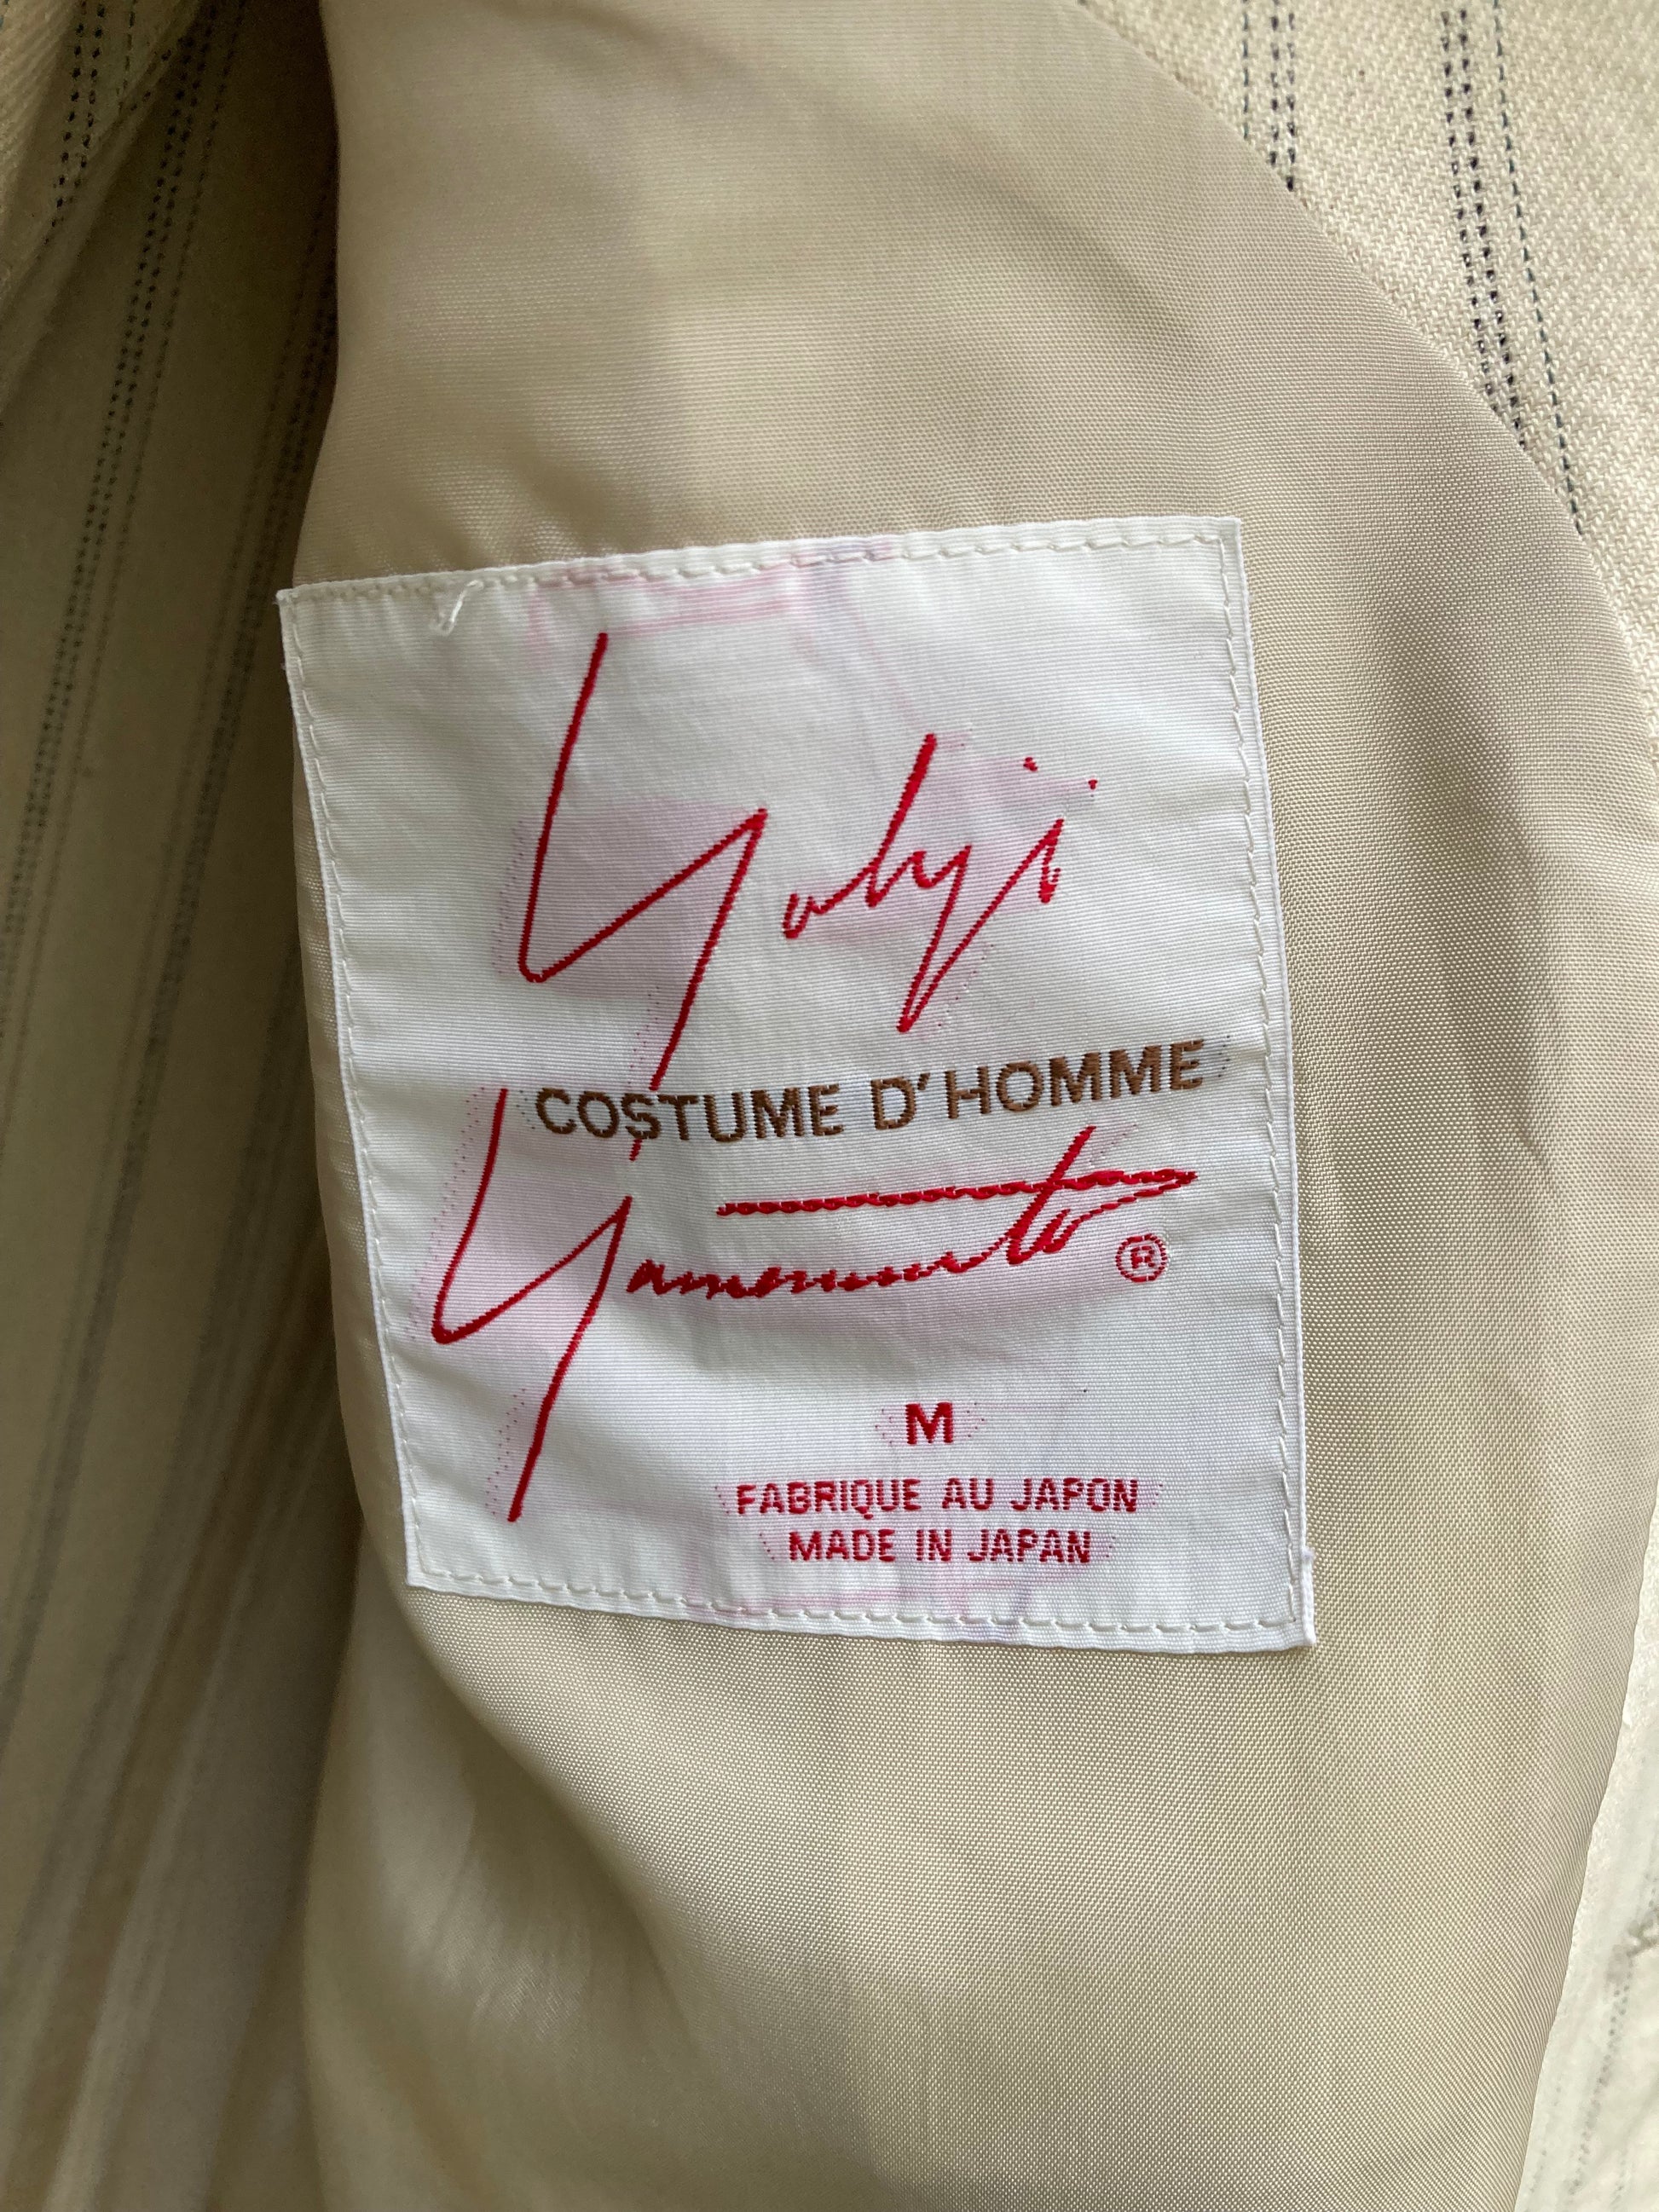 Yohji
COSTUME D'HOMME
Yamamoto ®
M
FABRIQUE AU JAPON
MADE IN JAPAN